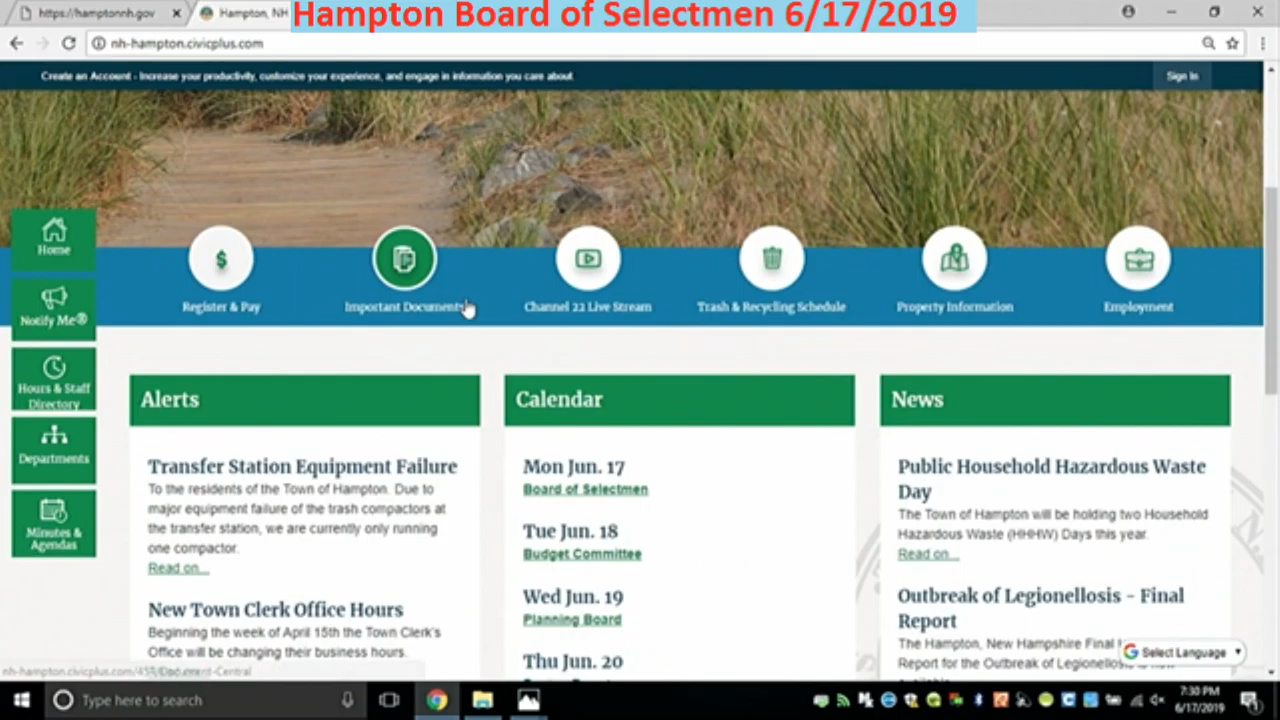 https://hamptonnh.gov
Hampton, NH
Hampton Board of Selectmen 6/17/2019
nh-hampton.civicplus.com
Create an Account - Increase your productivity, customize your experience, and engage in information you care about
Sign In
Home
Notify Me®
Hours & Staff
Directory
Departments
Minutes &
Agendas
Register & Pay
Important Documents
Channel 22 Live Stream
Trash & Recycling Schedule
Property Information
Employment
Alerts
Transfer Station Equipment Failure
To the residents of the Town of Hampton. Due to
major equipment failure of the trash compactors at
the transfer station, we are currently only running
one compactor.
Read on...
New Town Clerk Office Hours
Beginning the week of April 15th the Town Clerk's
Office will be changing their business hours.
Calendar
Mon Jun. 17
Board of Selectmen
Tue Jun. 18
Budget Committee
Wed Jun. 19
Planning Board
Thu Jun. 20
News
Public Household Hazardous Waste
Day
The Town of Hampton will be holding two Household
Hazardous Waste (HHHW) Days this year.
Read on...
Outbreak of Legionellosis - Final
Report
The Hampton, New Hampshire Final
Report for the Outbreak of Legionellosis
Select Language
Type here to search
7:30 PM
6/17/2019